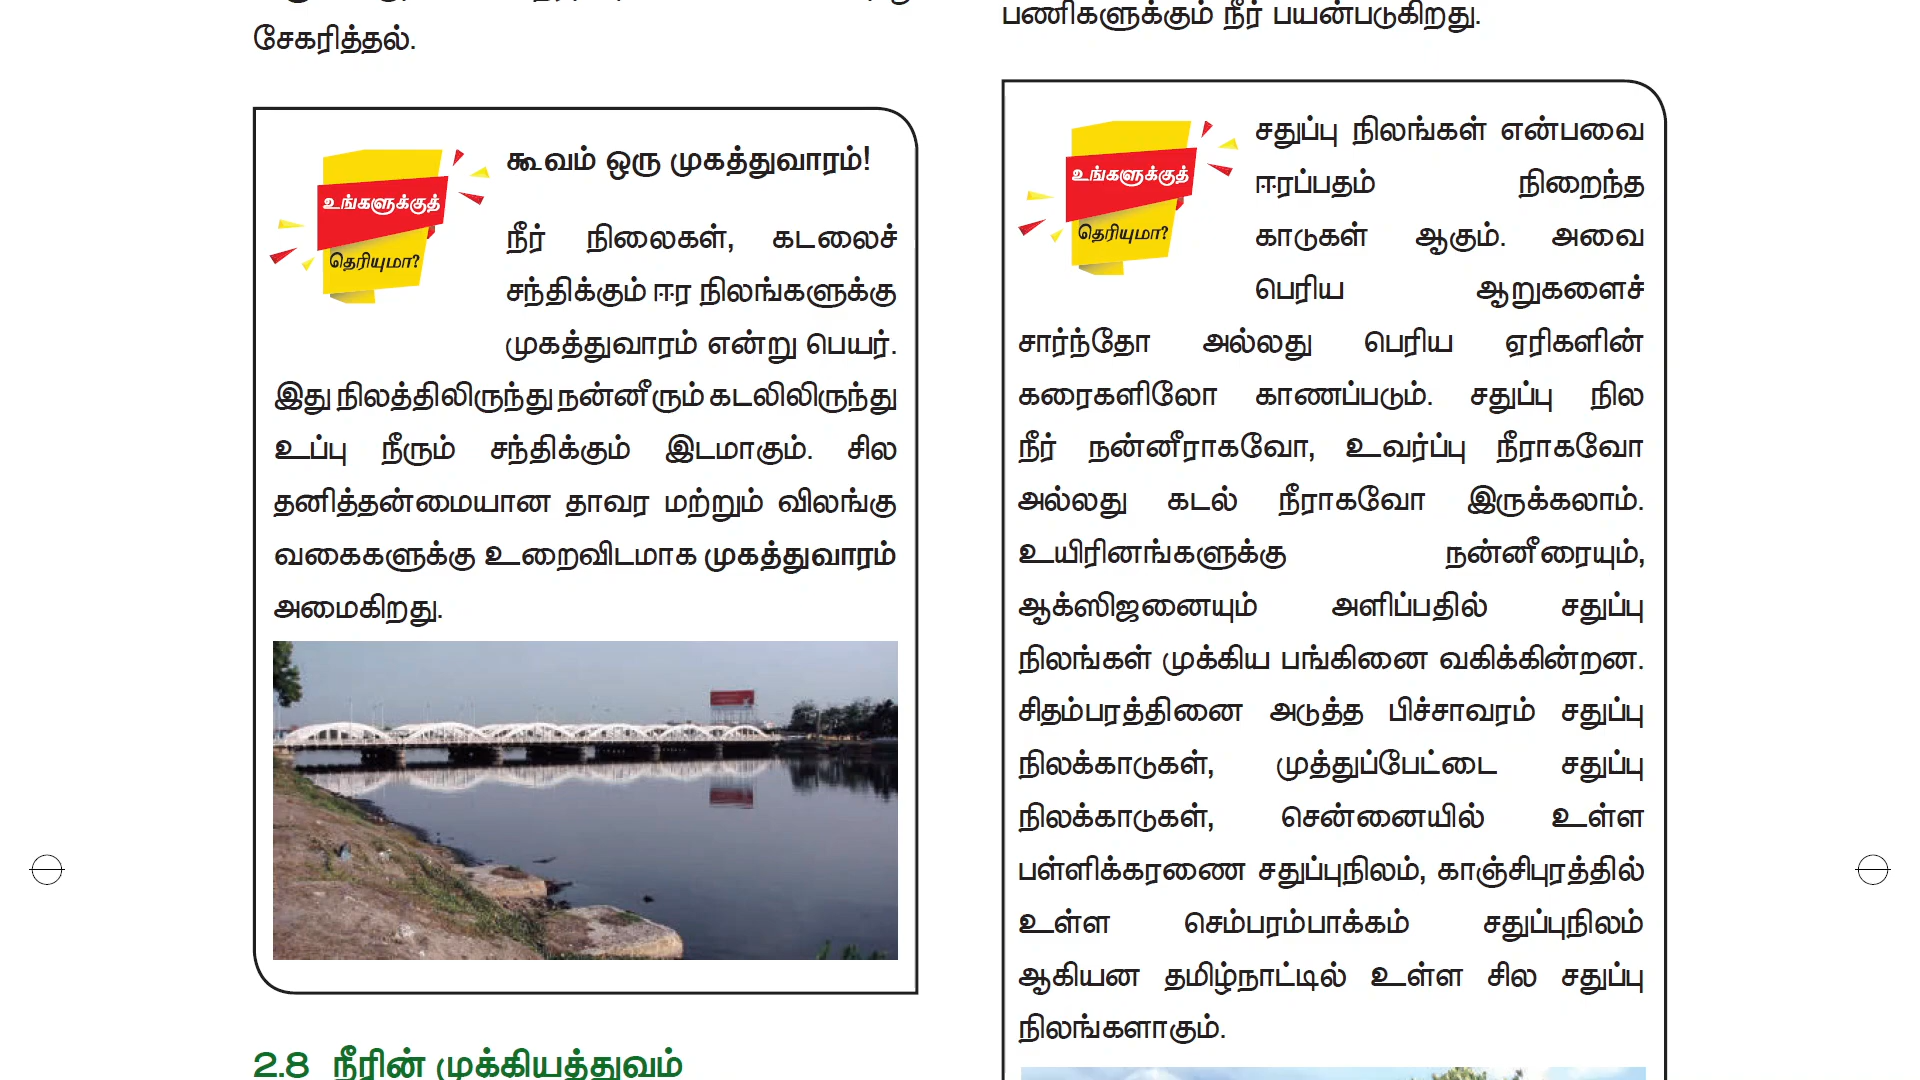 சேகரித்தல்.
உங்களுக்குத்
தெரியுமா?
கூவம் ஒரு முகத்துவாரம்!
நீர் நிலைகள், கடலைச்
சந்திக்கும் ஈர நிலங்களுக்கு
முகத்துவாரம் என்று பெயர்.
இது நிலத்திலிருந்து நன்னீரும் கடலிலிருந்து
உப்பு நீரும் சந்திக்கும் இடமாகும். சில
தனித்தன்மையான தாவர மற்றும் விலங்கு
வகைகளுக்கு உறைவிடமாக முகத்துவாரம்
அமைகிறது.
2.8 நீரின் முக்கியத்துவம்
பணிகளுக்கும் நீர் பயன்படுகிறது.
உங்களுக்குத்
தெரியுமா?
சதுப்பு நிலங்கள் என்பவை
ஈரப்பதம் நிறைந்த
காடுகள் ஆகும். அவை
பெரிய ஆறுகளைச்
சார்ந்தோ அல்லது பெரிய ஏரிகளின்
கரைகளிலோ காணப்படும். சதுப்பு நில
நீர் நன்னீராகவோ, உவர்ப்பு நீராகவோ
அல்லது கடல் நீராகவோ இருக்கலாம்.
உயிரினங்களுக்கு நன்னீரையும்,
ஆக்ஸிஜனையும் அளிப்பதில் சதுப்பு
நிலங்கள் முக்கிய பங்கினை வகிக்கின்றன.
சிதம்பரத்தினை அடுத்த பிச்சாவரம் சதுப்பு
நிலக்காடுகள், முத்துப்பேட்டை சதுப்பு
நிலக்காடுகள், சென்னையில் உள்ள
பள்ளிக்கரணை சதுப்புநிலம், காஞ்சிபுரத்தில்
உள்ள செம்பரம்பாக்கம் சதுப்புநிலம்
ஆகியன தமிழ்நாட்டில் உள்ள சில சதுப்பு
நிலங்களாகும்.